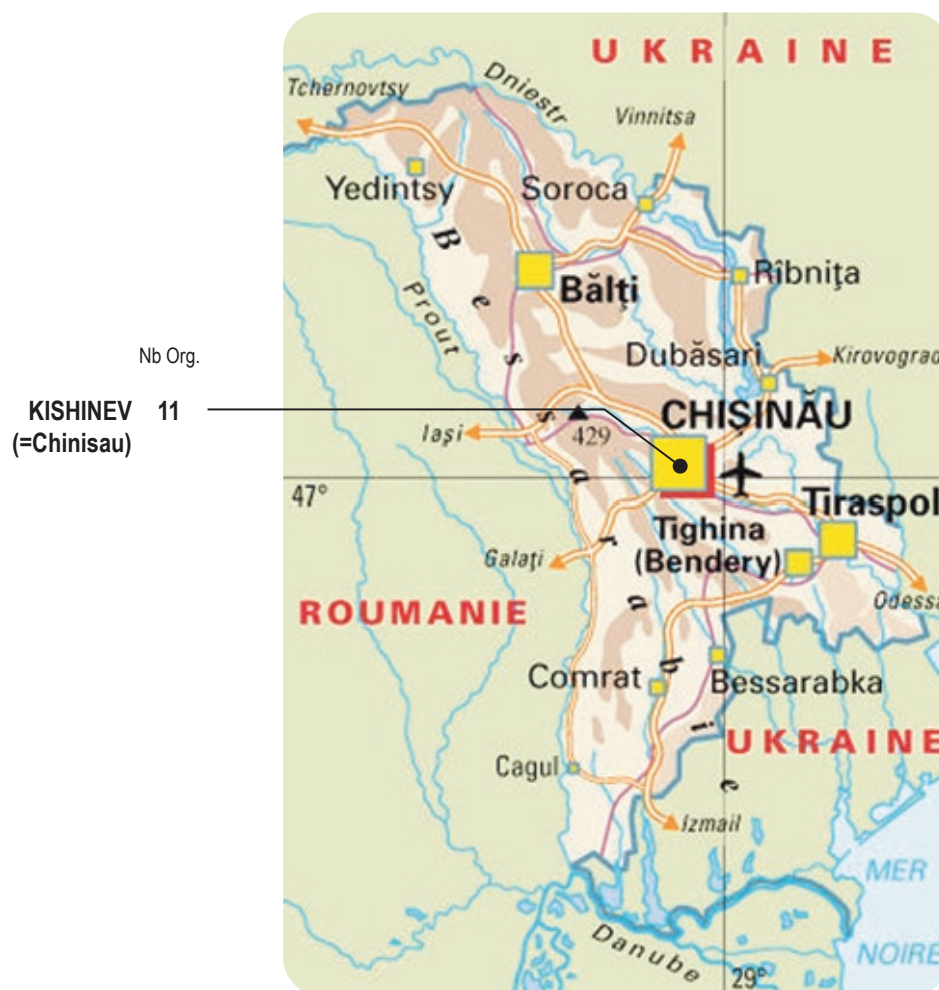 UKRAINE
Tchernovtsy
Dniestr
Vinnitsa
Yedintsy
Soroca
Bălţi
Rîbniţa
Prout
Bessarabie
Nb Org.
Dubăsari
Kirovograd
KISHINEV 11
(=Chinisau)
CHIŞINĂU
Iaşi
429
47°
Tiraspol
Tighina
(Bendery)
Galaţi
Odessa
ROUMANIE
Comrat
Bessarabka
UKRAINE
Cagul
Izmail
MER
NOIRE
Danube
29°